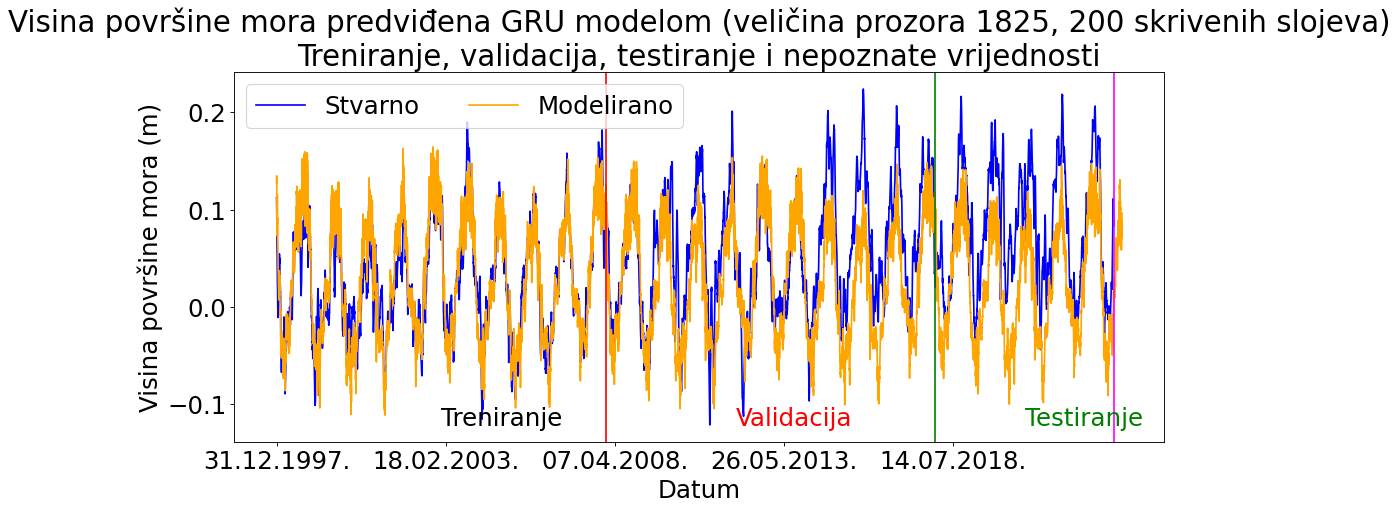 Visina površine mora predviđena GRU modelom (veličina prozora 1825, 200 skrivenih slojeva)
Treniranje, validacija, testiranje i nepoznate vrijednosti
Stvarno
Modelirano
Visina površine mora (m)
0.2
0.1
0.0
−0.1
Treniranje
Validacija
Testiranje
31.12.1997.
18.02.2003.
07.04.2008.
26.05.2013.
14.07.2018.
Datum